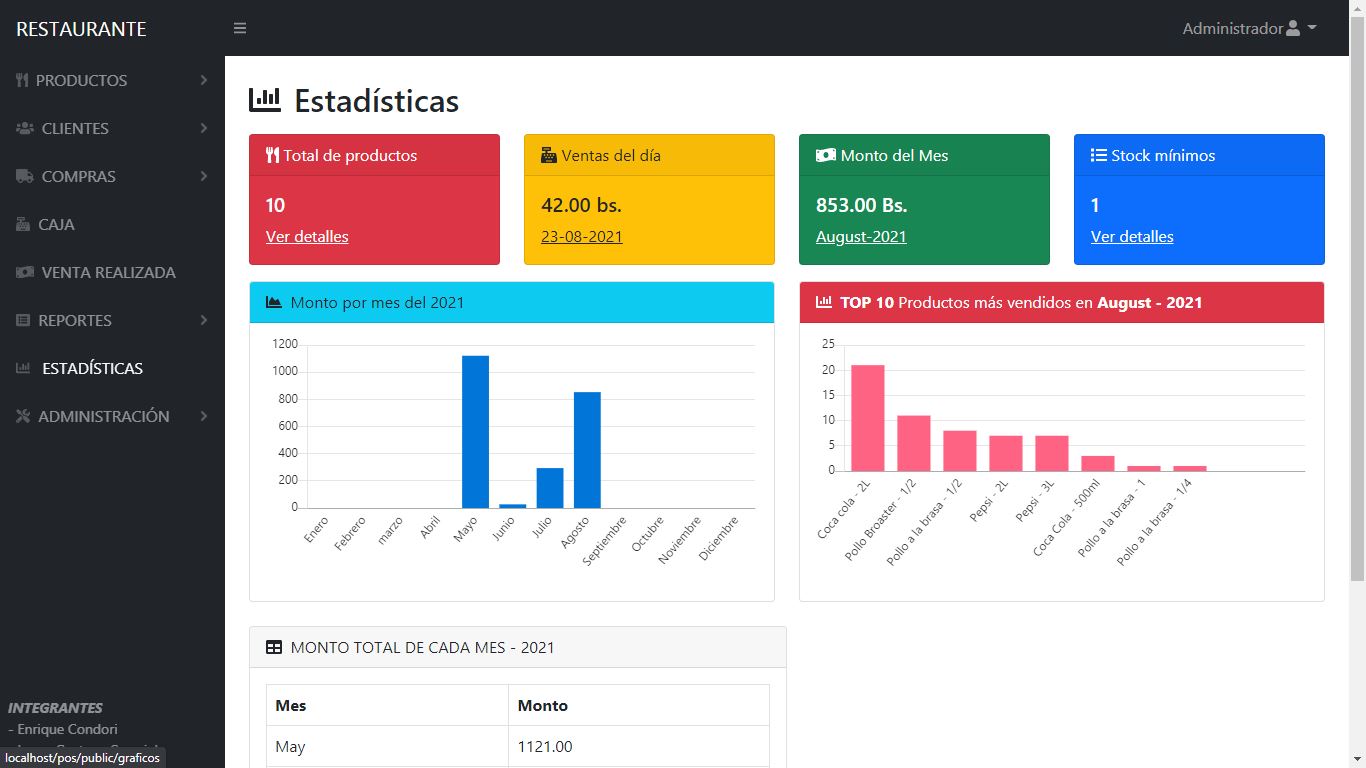 RESTAURANTE
Administrador
PRODUCTOS
CLIENTES
COMPRAS
CAJA
VENTA REALIZADA
REPORTES
ESTADÍSTICAS
ADMINISTRACIÓN
INTEGRANTES
- Enrique Condori
localhost/pos/public/graficos
Estadísticas
Total de productos
10
Ver detalles
Ventas del día
42.00 bs.
23-08-2021
Monto del Mes
853.00 Bs.
August-2021
Stock mínimos
1
Ver detalles
Monto por mes del 2021
1200
1000
800
600
400
200
0
Enero
Febrero
marzo
Abril
Mayo
Junio
Julio
Agosto
Septiembre
Octubre
Noviembre
Diciembre
TOP 10 Productos más vendidos en August - 2021
25
20
15
10
5
0
Coca cola - 2L
Pollo Broaster - 1/2
Pollo a la brasa - 1/2
Pepsi - 2L
Pepsi - 3L
Coca Cola - 500ml
Pollo a la brasa - 1
Pollo a la brasa - 1/4
MONTO TOTAL DE CADA MES - 2021
Mes Monto
May 1121.00